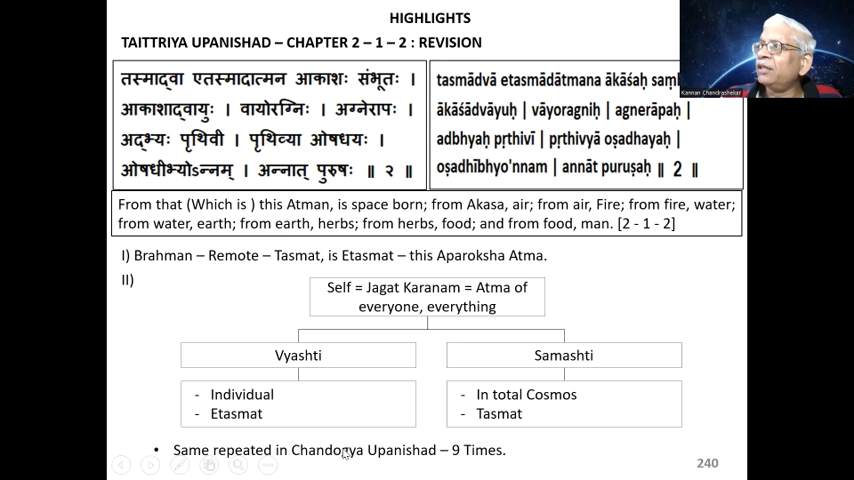 HIGHLIGHTS
TAITTRIYA UPANISHAD – CHAPTER 2 – 1 – 2 : REVISION
Kannan Chandrashekar
तस्माद्वा एतस्मादात्मन आकाशः संभूतः ।
आकाशाद्वायुः । वायोरग्निः । अग्नेरापः ।
अद्भ्यः पृथिवी । पृथिव्या ओषधयः ।
ओषधीभ्योऽन्नम् । अन्नात् पुरुषः ॥ २ ॥
tasmādvā etasmādātmana ākāśaḥ
ākāśādvāyuḥ | vāyoragniḥ | agnerāpaḥ |
adbhyaḥ pṛthivī | pṛthivyā oṣadhayaḥ |
oṣadhībhyo'nnam | annāt puruṣaḥ ॥ 2 ॥
From that (Which is ) this Atman, is space born; from Akasa, air; from air, Fire; from fire, water;
from water, earth; from earth, herbs; from herbs, food; and from food, man. [2 - 1 - 2]
I) Brahman – Remote – Tasmat, is Etasmat – this Aparoksha Atma.
II)
Self = Jagat Karanam = Atma of
everyone, everything
Vyashti
Samashti
- Individual
- Etasmat
- In total Cosmos
- Tasmat
• Same repeated in Upanishad – 9 Times.
240